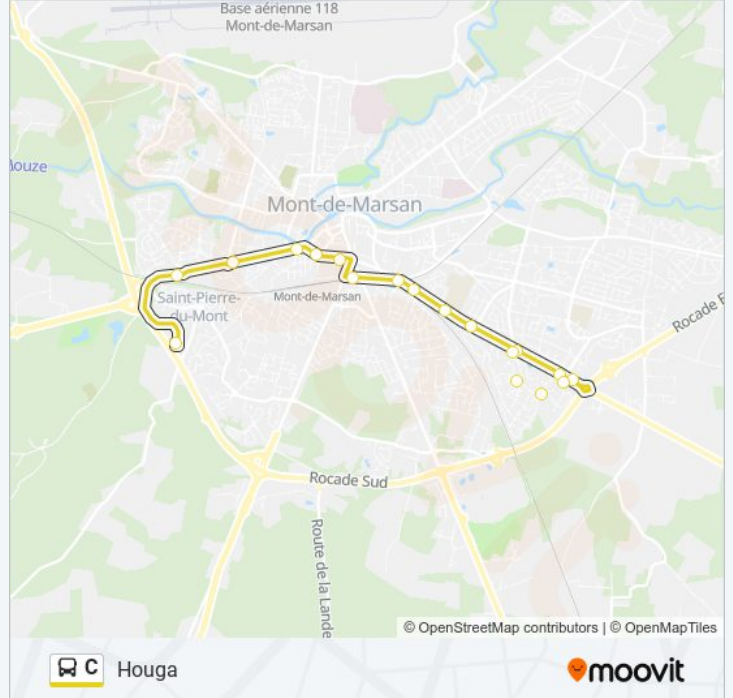 Base aérienne 118
Mont-de-Marsan
louze
Mont-de-Marsan
Saint-Pierre-
du-Mont
Mont-de-Marsan
Rocade E
Rocade Sud
Route de la Lande
© OpenStreetMap contributors | © OpenMapTiles
C Houga
moovit